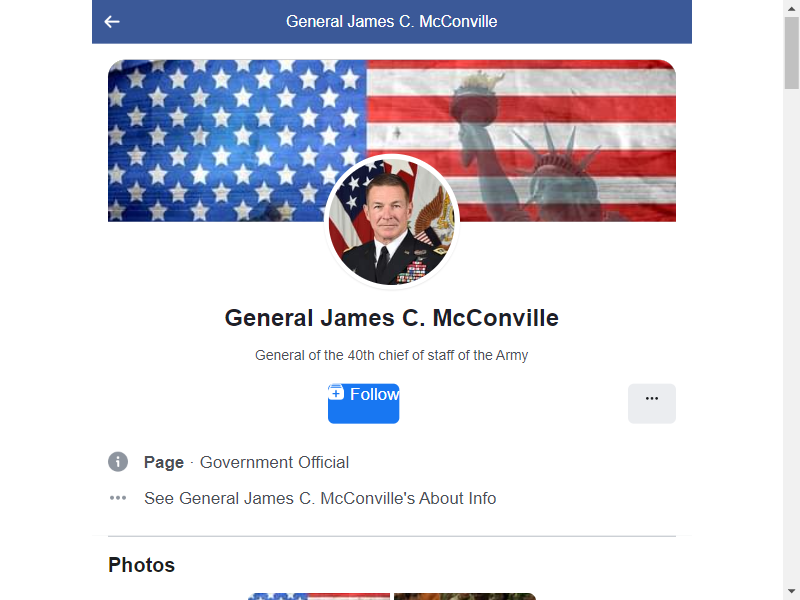 General James C. McConville
General James C. McConville
General of the 40th chief of staff of the Army
Follow
Page · Government Official
See General James C. McConville's About Info
Photos